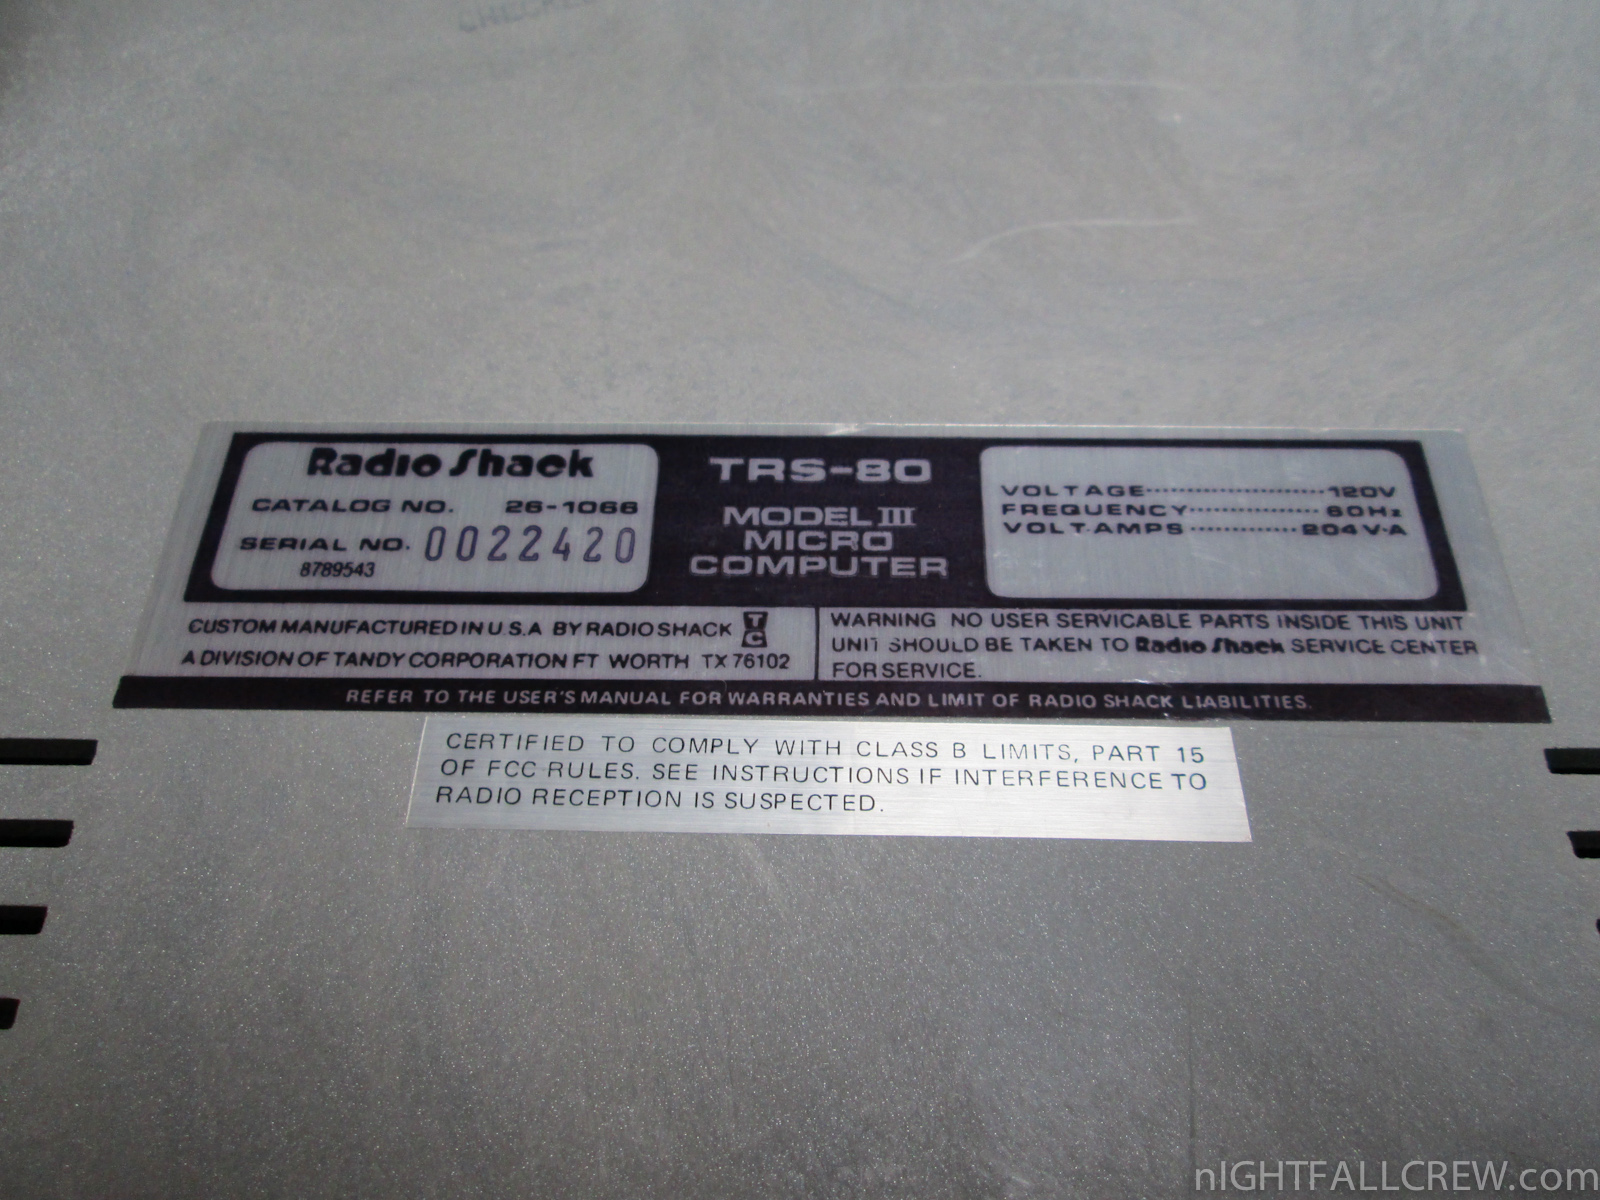 Radio Shack
CATALOG NO. 26-1066
SERIAL NO. 0022420
8789543
TRS-80
MODEL III
MICRO
COMPUTER
VOLTAGE························120V
FREQUENCY·················60Hz
VOLT-AMPS··············204V·A
CUSTOM MANUFACTURED IN U.S.A BY RADIO SHACK TC
A DIVISION OF TANDY CORPORATION FT WORTH TX 76102
WARNING NO USER SERVICABLE PARTS INSIDE THIS UNIT
UNIT SHOULD BE TAKEN TO Radio Shack SERVICE CENTER
FOR SERVICE.
REFER TO THE USER'S MANUAL FOR WARRANTIES AND LIMIT OF RADIO SHACK LIABILITIES.
CERTIFIED TO COMPLY WITH CLASS B LIMITS, PART 15
OF FCC RULES. SEE INSTRUCTIONS IF INTERFERENCE TO
RADIO RECEPTION IS SUSPECTED.
nIGHTFALLCREW.com